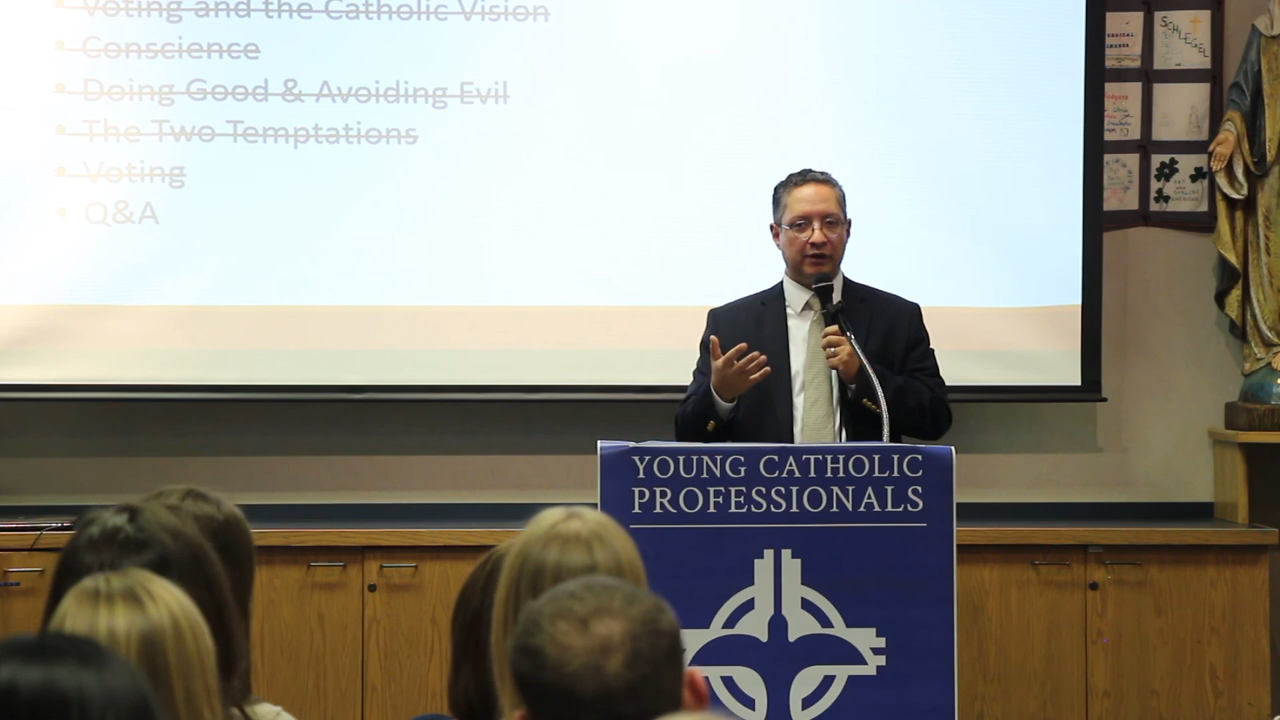 • Voting and the Catholic Vision
• Conscience
• Doing Good & Avoiding Evil
• The Two Temptations
• Voting
• Q&A
SCHLEGEL
YOUNG CATHOLIC
PROFESSIONALS